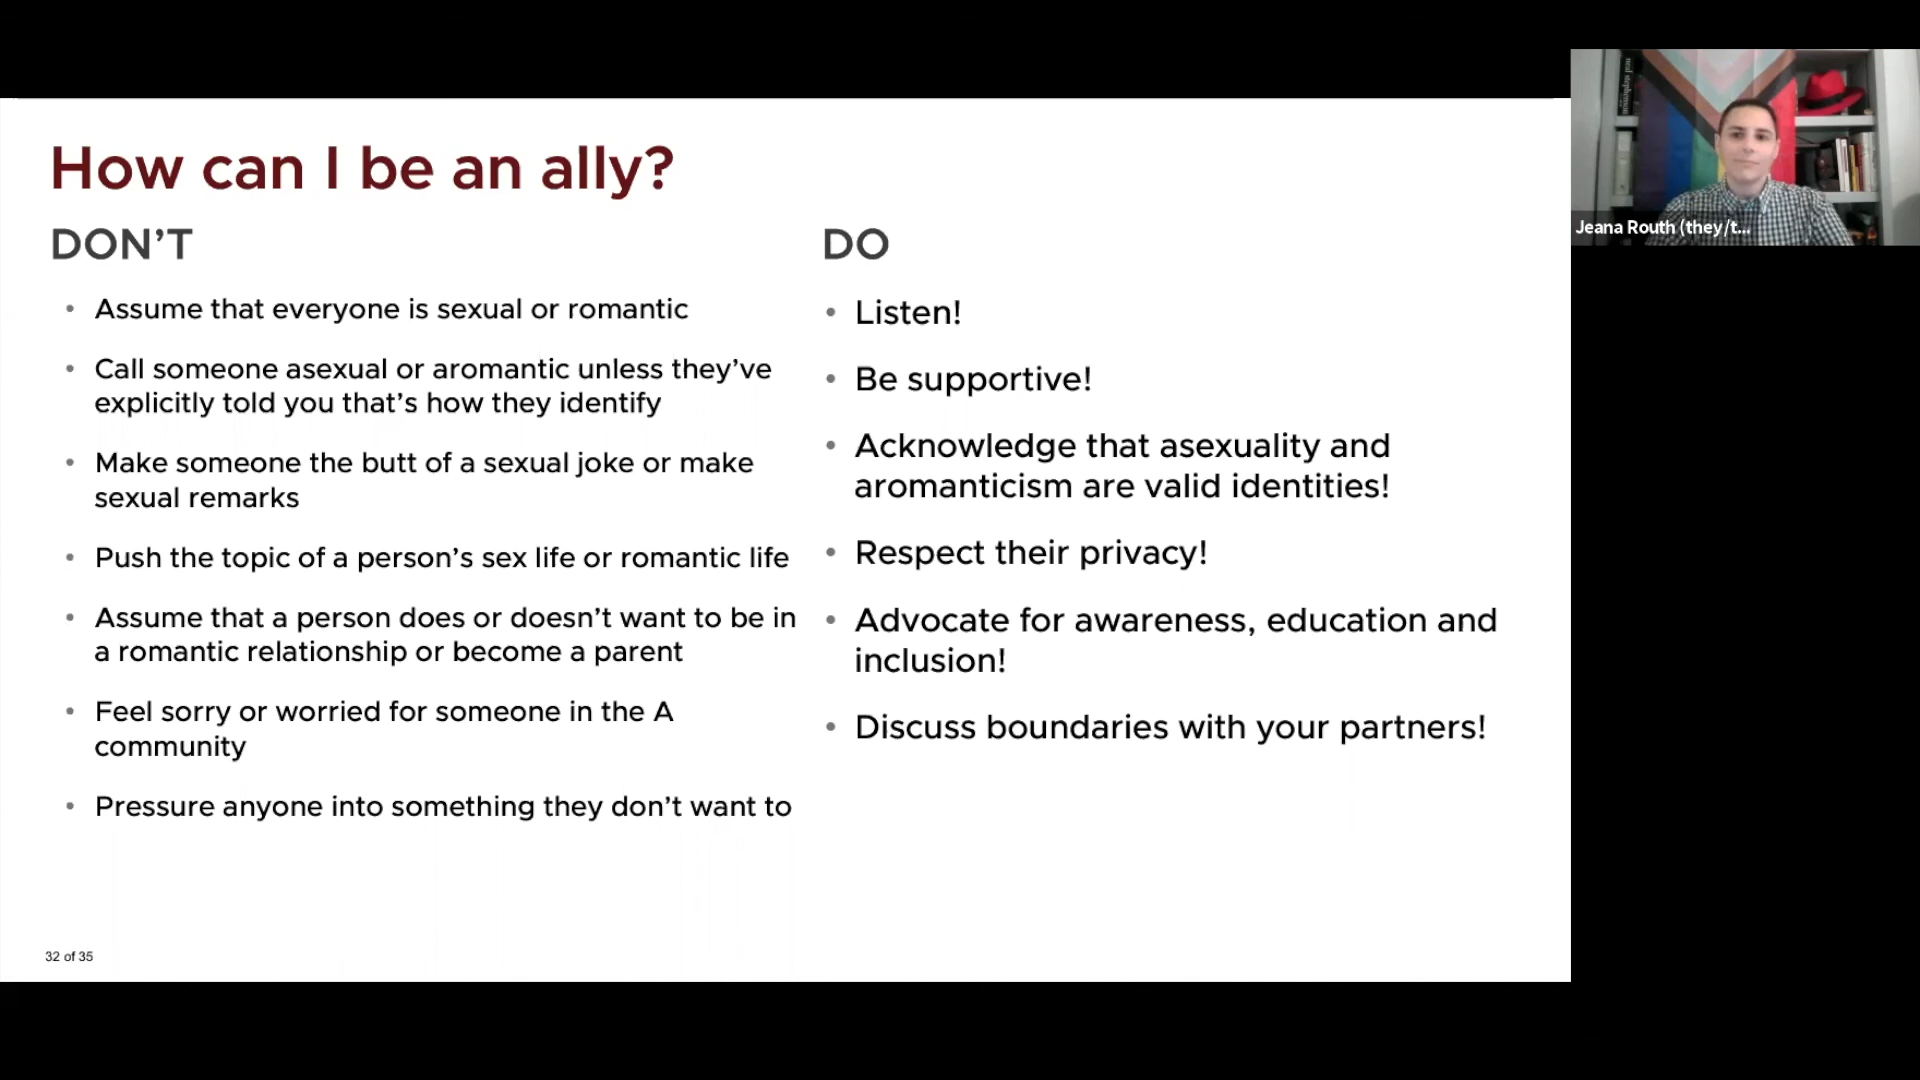 How can I be an ally?
DON'T
• Assume that everyone is sexual or romantic
• Call someone asexual or aromantic unless they've
explicitly told you that's how they identify
• Make someone the butt of a sexual joke or make
sexual remarks
• Push the topic of a person's sex life or romantic life
• Assume that a person does or doesn't want to be in
a romantic relationship or become a parent
• Feel sorry or worried for someone in the A
community
• Pressure anyone into something they don't want to
DO
• Listen!
• Be supportive!
• Acknowledge that asexuality and
aromanticism are valid identities!
• Respect their privacy!
• Advocate for awareness, education and
inclusion!
• Discuss boundaries with your partners!
32 of 35
neal stephenson
Jeana Routh (they/t...